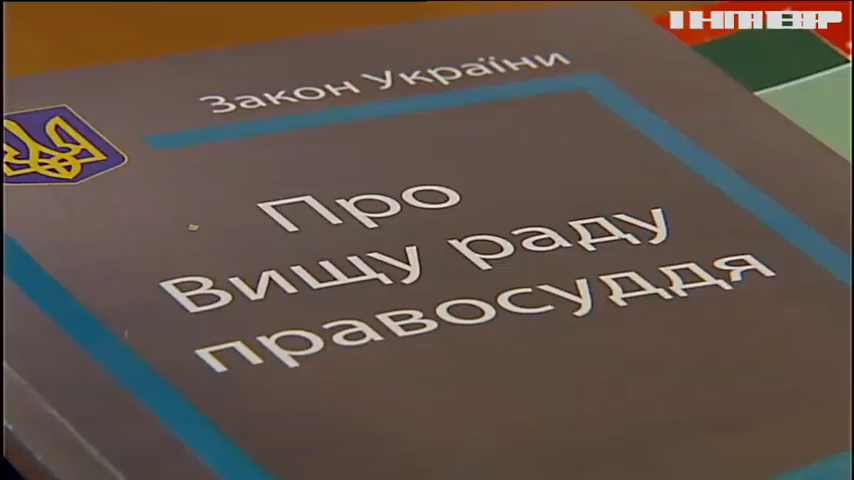 ІНТЕР
Закон України
Про
Вищу раду
правосуддя